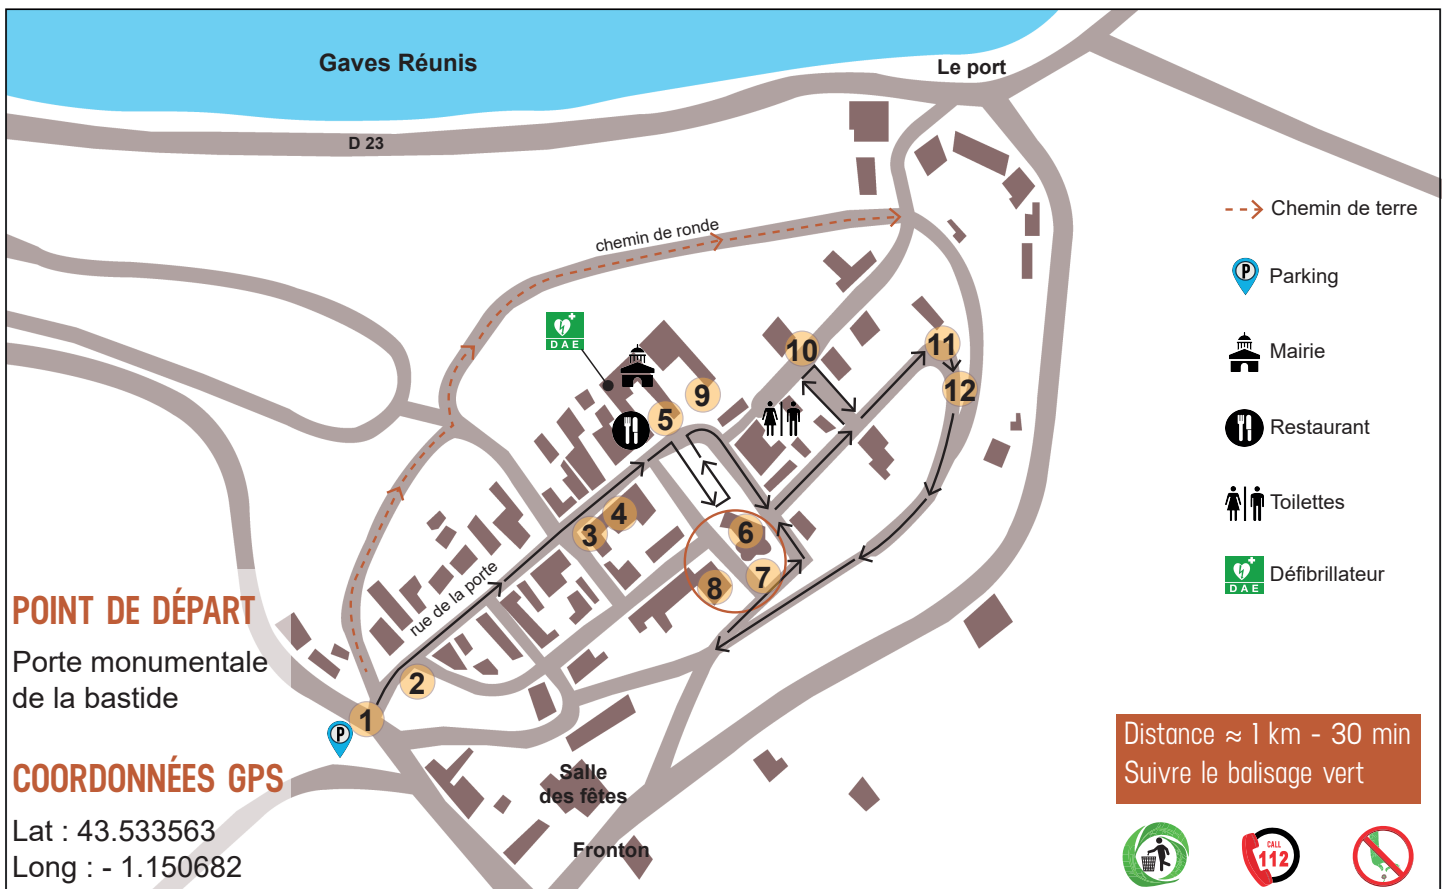 Gaves Réunis
Le port
D 23
chemin de ronde
Chemin de terre
P
Parking
DAE
Mairie
10
11
9
12
5
Restaurant
4
3
6
Toilettes
7
8
rue de la porte
Défibrillateur
DAE
POINT DE DÉPART
Porte monumentale
de la bastide
2
1
P
COORDONNÉES GPS
Lat : 43.533563
Long : - 1.150682
Salle
des fêtes
Fronton
Distance ≈ 1 km - 30 min
Suivre le balisage vert
CALL
112